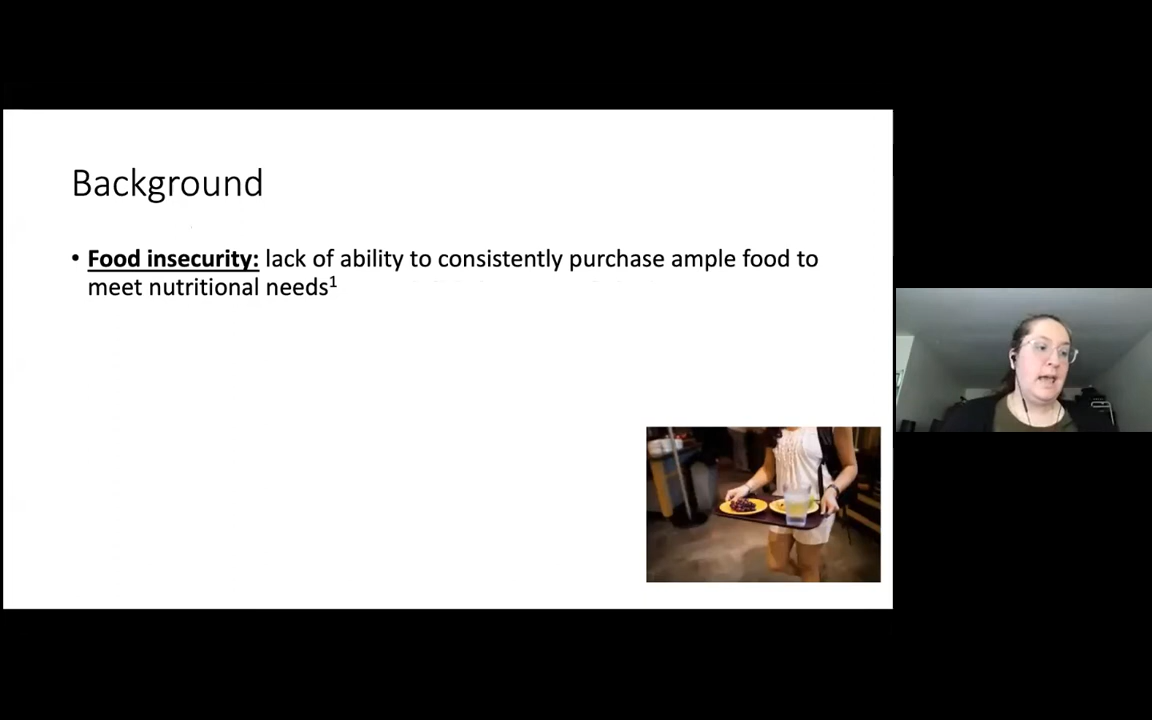 Background
• Food insecurity: lack of ability to consistently purchase ample food to
meet nutritional needs¹